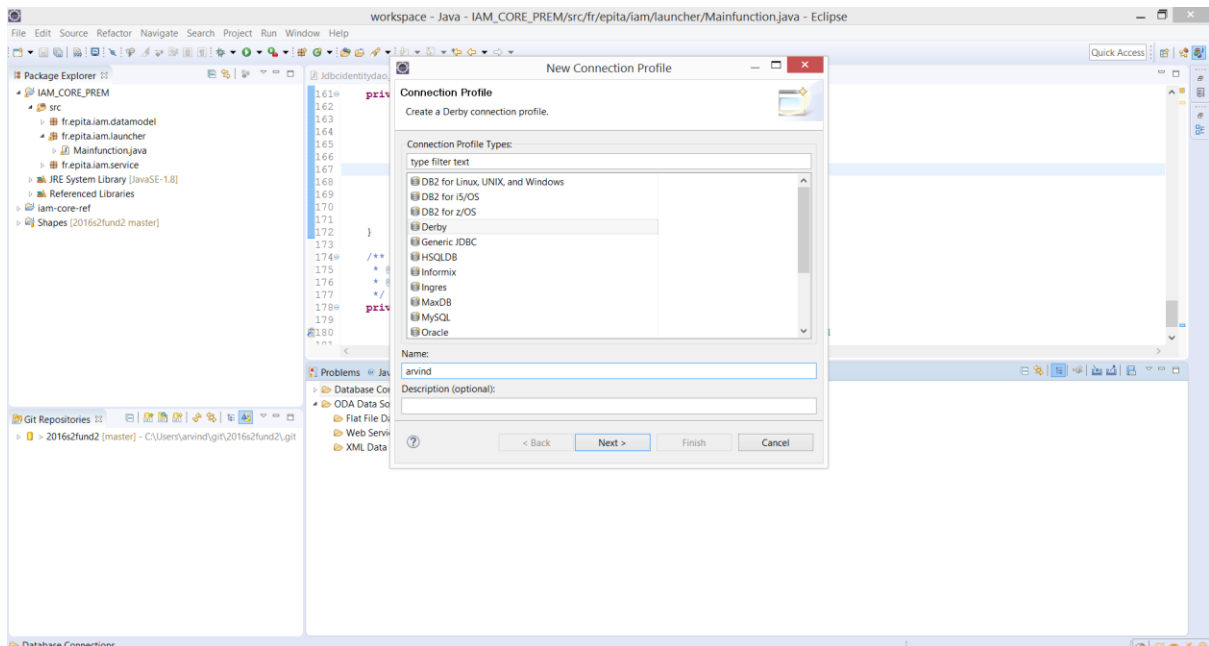 workspace - Java - IAM_CORE_PREM/src/fr/epita/iam/launcher/Mainfunction.java - Eclipse
File Edit Source Refactor Navigate Search Project Run Window Help
Quick Access
Package Explorer
IAM_CORE_PREM
src
fr.epita.iam.datamodel
fr.epita.iam.launcher
Mainfunction.java
fr.epita.iam.service
JRE System Library [JavaSE-1.8]
Referenced Libraries
iam-core-ref
Shapes [2016s2fund2 master]
Git Repositories
> 2016s2fund2 [master] - C:\Users\arvind\git\2016s2fund2\.git
Jdbcidentitydao.
161 priv
162
163
164
165
166
167
168
169
170
171
172 }
173
174 /**
175 *
176 *
177 */
178 priv
179
180
181
Problems Jav
Database Cor
ODA Data So
Flat File Da
Web Servi
XML Data
New Connection Profile
Connection Profile
Create a Derby connection profile.
Connection Profile Types:
type filter text
DB2 for Linux, UNIX, and Windows
DB2 for i5/OS
DB2 for z/OS
Derby
Generic JDBC
HSQLDB
Informix
Ingres
MaxDB
MySQL
Oracle
Name:
arvind
Description (optional):
< Back Next > Finish Cancel
Database Connections